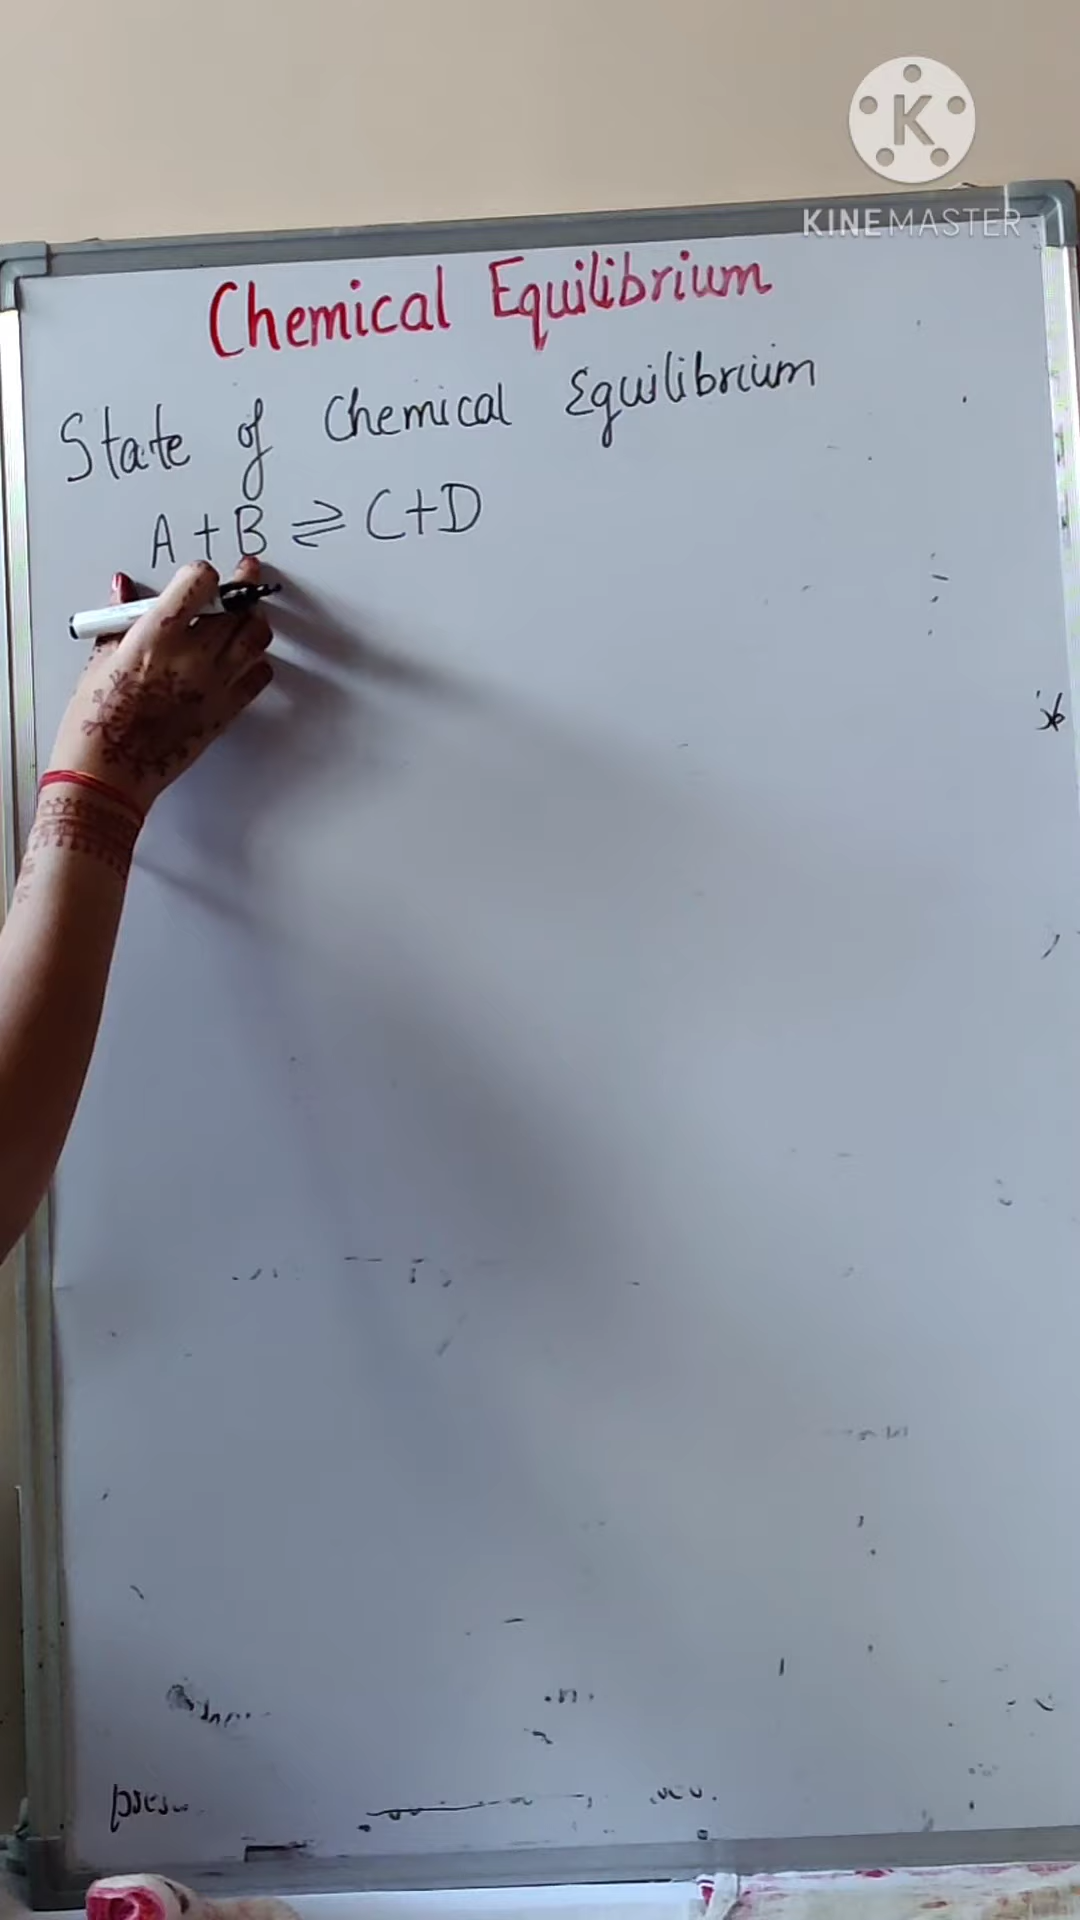 K
KINEMASTER
Chemical Equilibrium
State of Chemical Equilibrium
A + B ⇌ C + D